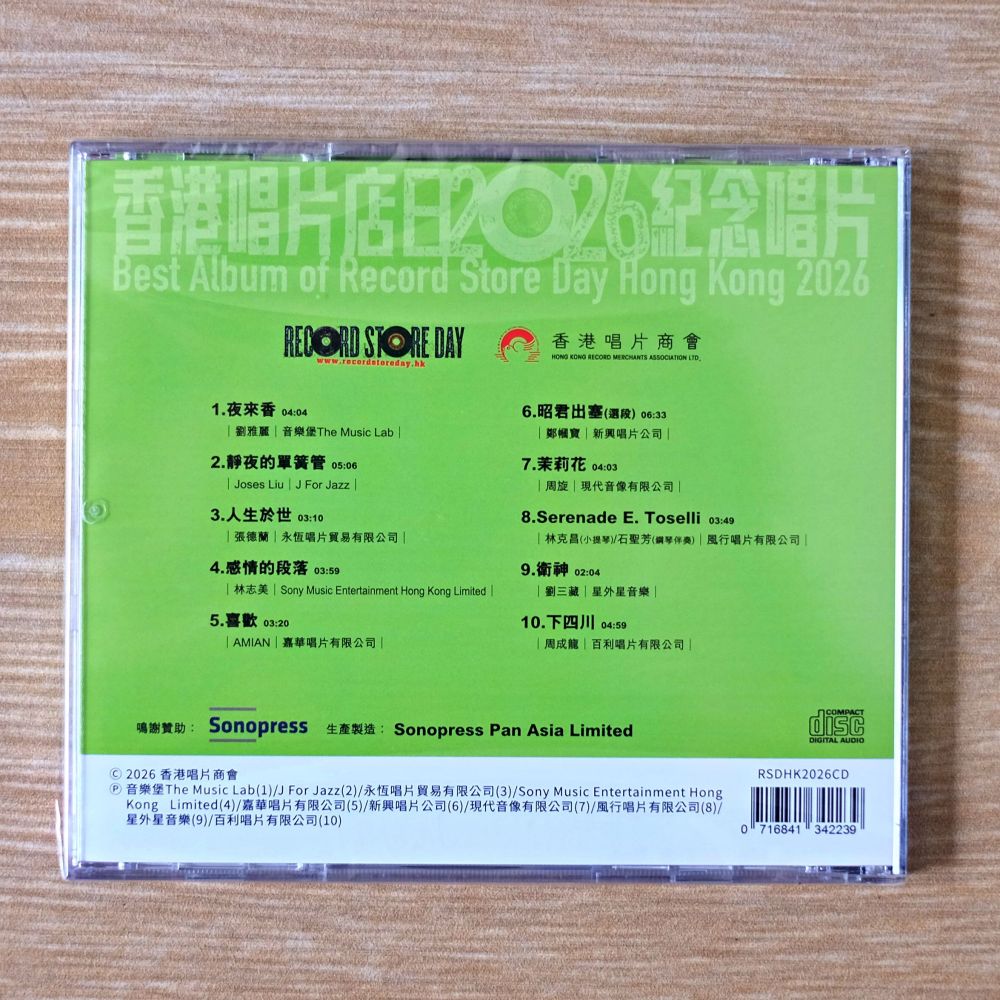 香港唱片店日2026紀念唱片
Best Album of Record Store Day Hong Kong 2026
RECORD STORE DAY
www.recordstoreday.hk
香港唱片商會
HONG KONG RECORD MERCHANTS ASSOCIATION LTD.
1.夜來香 04:04
｜劉雅麗｜音樂堡The Music Lab｜
2.靜夜的單簧管 05:06
｜Joses Liu｜J For Jazz｜
3.人生於世 03:10
｜張德蘭｜永恆唱片貿易有限公司｜
4.感情的段落 03:59
｜林志美｜Sony Music Entertainment Hong Kong Limited｜
5.喜歡 03:20
｜AMIAN｜嘉華唱片有限公司｜
6.昭君出塞(選段) 06:33
｜鄭幗寶｜新興唱片公司｜
7.茉莉花 04:03
｜周旋｜現代音像有限公司｜
8.Serenade E. Toselli 03:49
｜林克昌(小提琴)/石聖芳(鋼琴伴奏)｜風行唱片有限公司｜
9.衛神 02:04
｜劉三藏｜星外星音樂｜
10.下四川 04:59
｜周成龍｜百利唱片有限公司｜
鳴謝贊助： Sonopress 生產製造： Sonopress Pan Asia Limited
COMPACT
disc
DIGITAL AUDIO
Ⓒ 2026 香港唱片商會
Ⓟ 音樂堡The Music Lab(1)/J For Jazz(2)/永恆唱片貿易有限公司(3)/Sony Music Entertainment Hong
Kong Limited(4)/嘉華唱片有限公司(5)/新興唱片公司(6)/現代音像有限公司(7)/風行唱片有限公司(8)/
星外星音樂(9)/百利唱片有限公司(10)
RSDHK2026CD
0 716841 342239